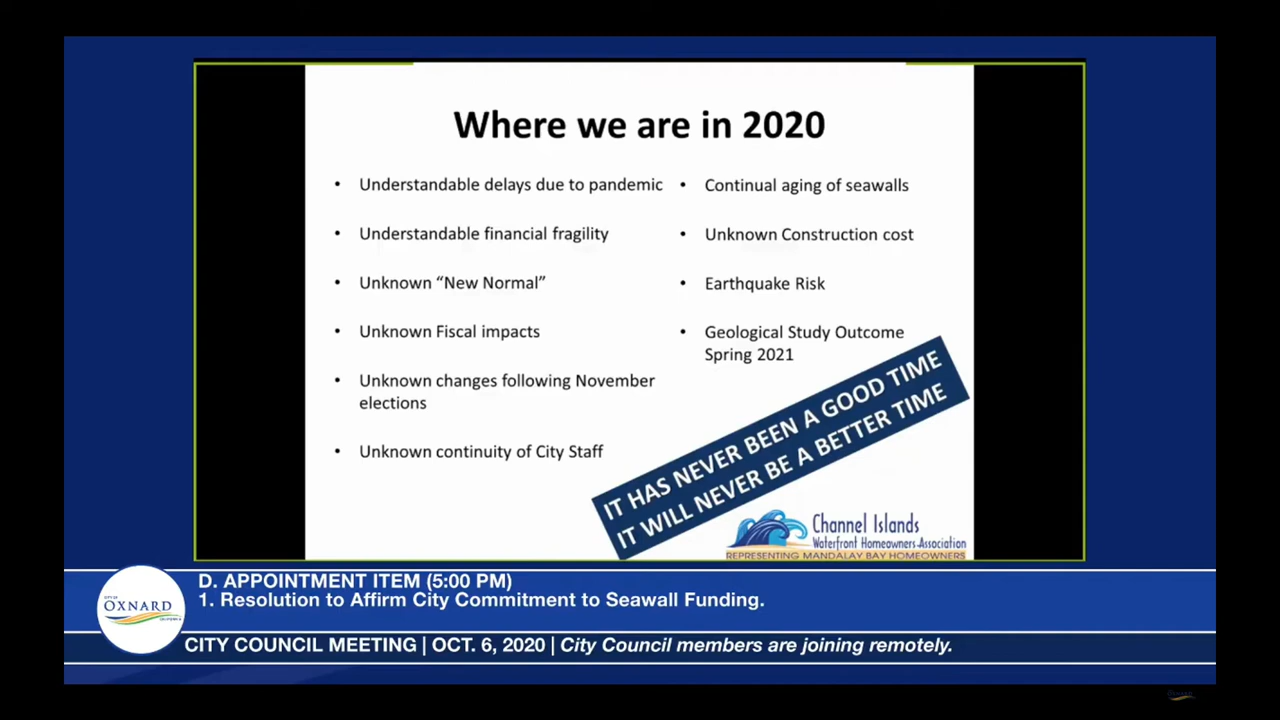 Where we are in 2020
• Understandable delays due to pandemic
• Understandable financial fragility
• Unknown “New Normal”
• Unknown Fiscal impacts
• Unknown changes following November
elections
• Unknown continuity of City Staff
• Continual aging of seawalls
• Unknown Construction cost
• Earthquake Risk
• Geological Study Outcome
Spring 2021
IT HAS NEVER BEEN A GOOD TIME
IT WILL NEVER BE A BETTER TIME
Channel Islands
Waterfront Homeowners Association
REPRESENTING MANDALAY BAY HOMEOWNERS
CITY OF
OXNARD
CALIFORNIA
D. APPOINTMENT ITEM (5:00 PM)
1. Resolution to Affirm City Commitment to Seawall Funding.
CITY COUNCIL MEETING | OCT. 6, 2020 | City Council members are joining remotely.
OXNARD